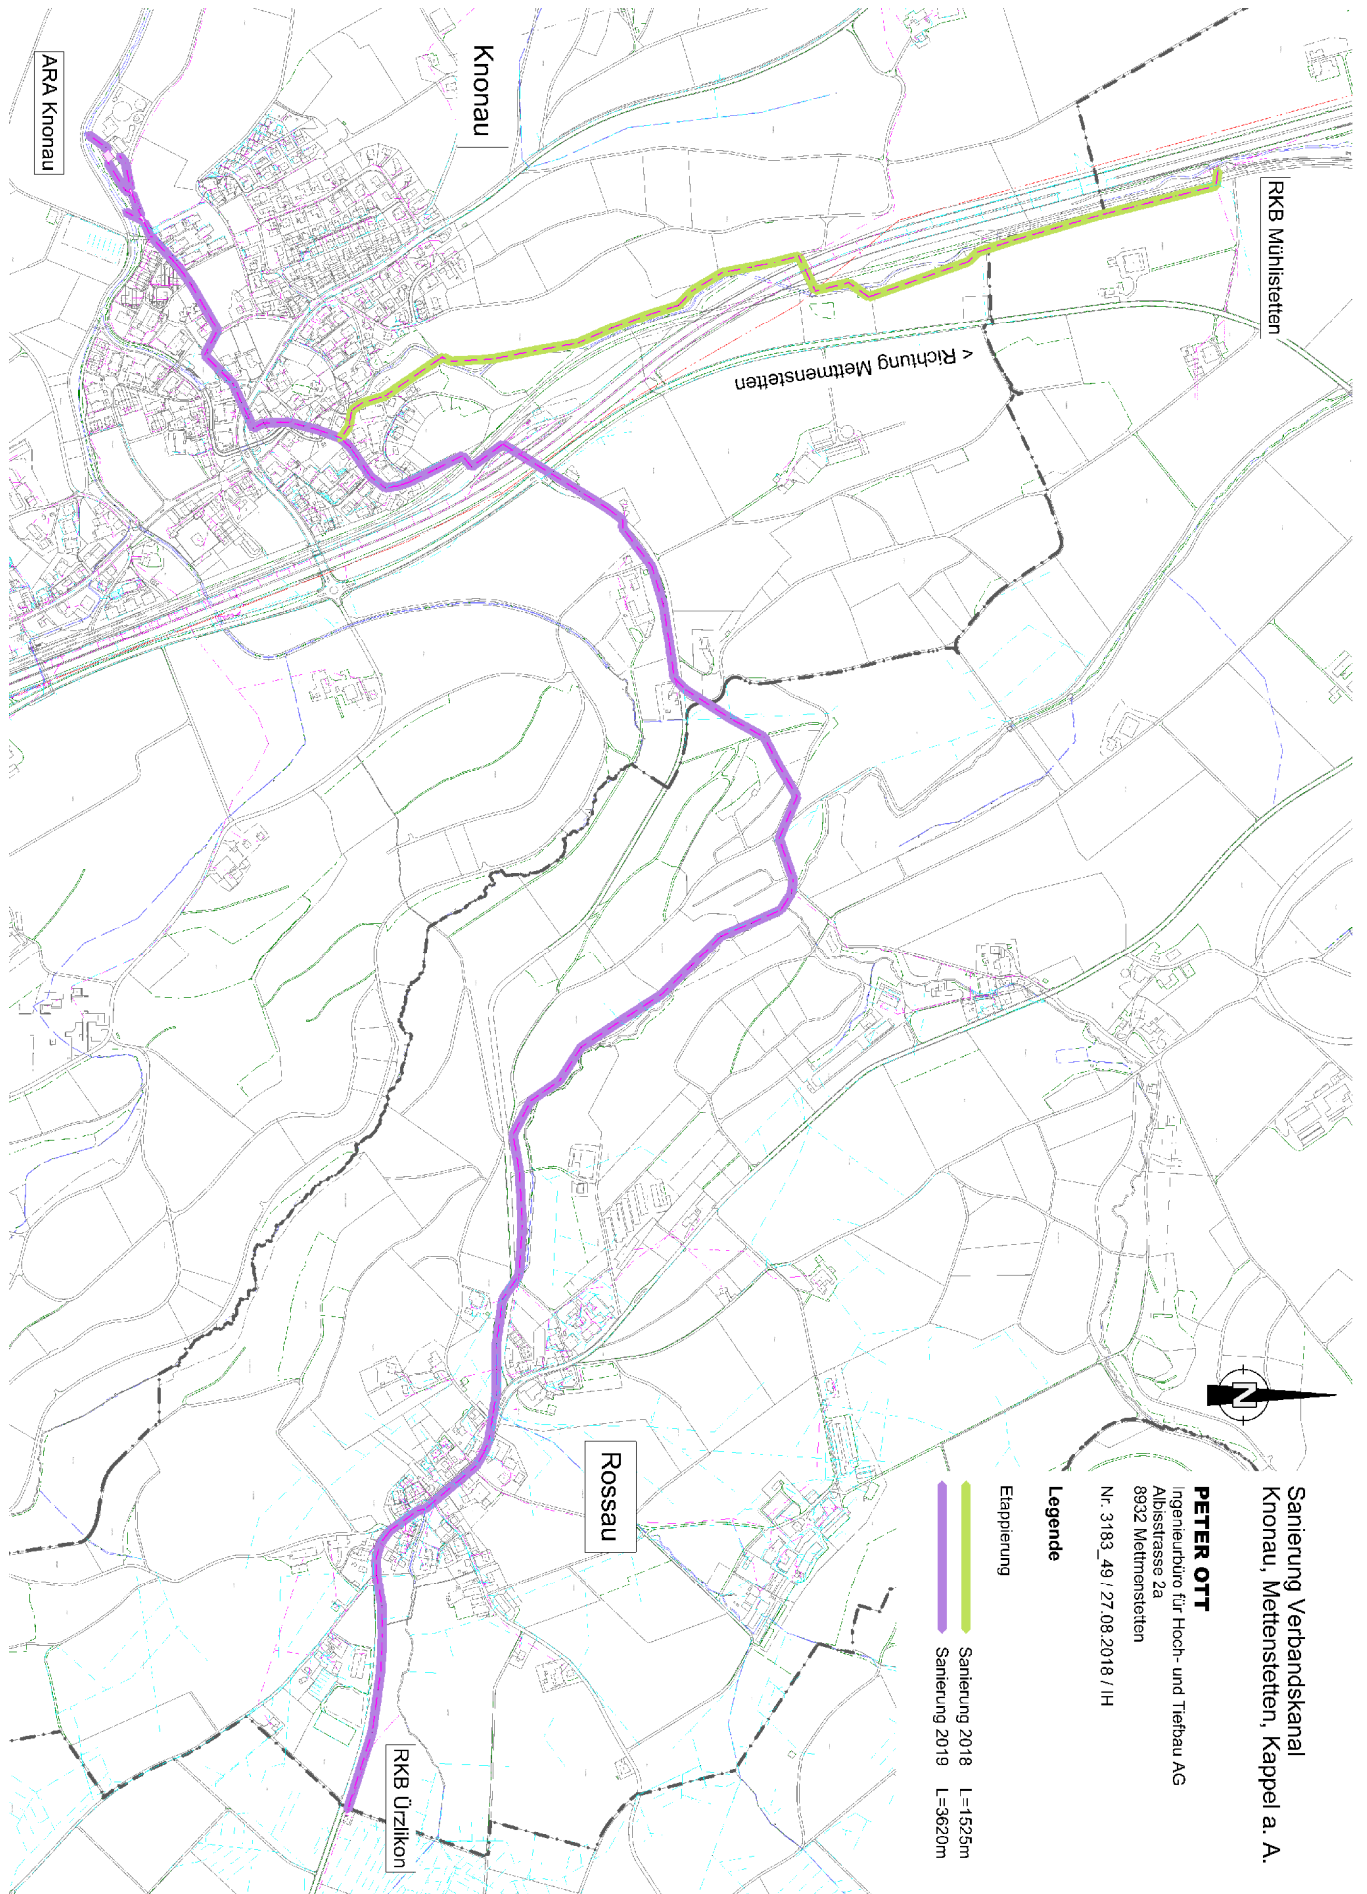 Sanierung Verbandskanal
Knonau, Mettenstetten, Kappel a. A.
PETER OTT
Ingenieurbüro für Hoch- und Tiefbau AG
Albisstrasse 2a
8932 Mettmenstetten
Nr. 3183_49 / 27.08.2018 / IH
Legende
Etappierung
Sanierung 2018 L=1525m
Sanierung 2019 L=3620m
N
RKB Mühlistetten
< Richtung Mettmenstetten
Knonau
ARA Knonau
Rossau
RKB Ürzlikon